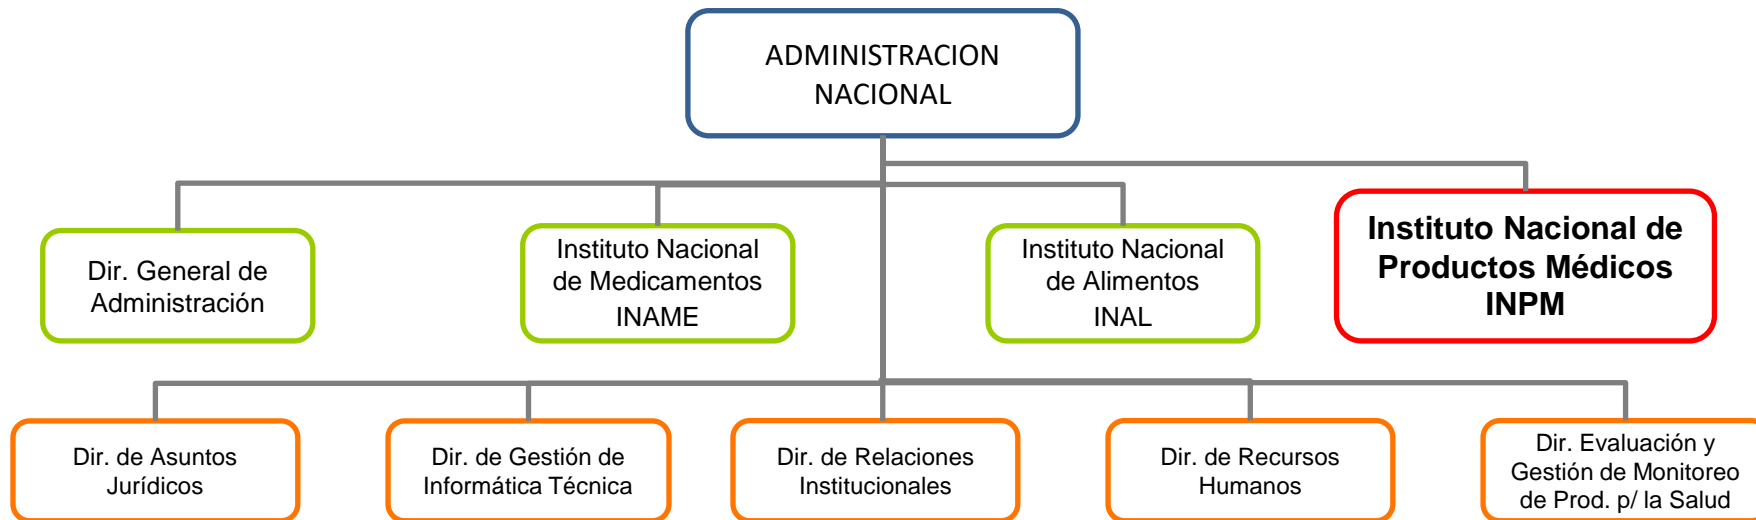 ADMINISTRACION
NACIONAL
Dir. General de
Administración
Instituto Nacional
de Medicamentos
INAME
Instituto Nacional
de Alimentos
INAL
Instituto Nacional de
Productos Médicos
INPM
Dir. de Asuntos
Jurídicos
Dir. de Gestión de
Informática Técnica
Dir. de Relaciones
Institucionales
Dir. de Recursos
Humanos
Dir. Evaluación y
Gestión de Monitoreo
de Prod. p/ la Salud